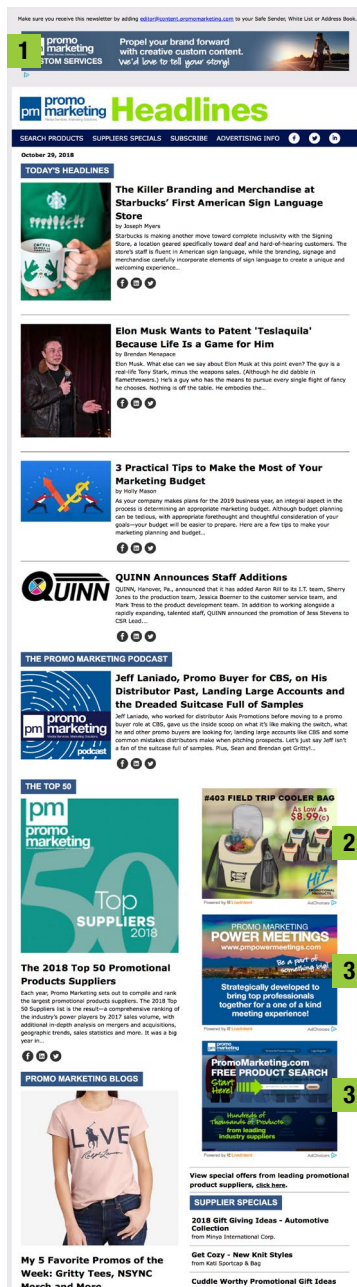 Make sure you receive this newsletter by adding editor@content.promomarketing.com to your Safe Sender, White List or Address Book.
1
promo
marketing
CUSTOM SERVICES
Propel your brand forward
with creative custom content.
We'd love to tell your story!
pm promo
marketing
Headlines
SEARCH PRODUCTS SUPPLIERS SPECIALS SUBSCRIBE ADVERTISING INFO
October 29, 2018
TODAY'S HEADLINES
The Killer Branding and Merchandise at
Starbucks' First American Sign Language
Store
by Joseph Myers
Starbucks is making another move toward complete inclusivity with the Signing
Store, a location geared specifically toward deaf and hard-of-hearing customers. The
store's staff is fluent in American sign language, while the branding, signage and
merchandise carefully incorporate elements of sign language to create a unique and
welcoming experience...
Elon Musk Wants to Patent 'Teslaquila'
Because Life Is a Game for Him
by Brendan Menapace
Elon Musk. What else can we say about Elon Musk at this point even? The guy is a
real-life Tony Stark, minus the weapons sales. (Although he did dabble in
flamethrowers.) He's a guy who has the means to pursue every single flight of fancy
he chooses. Nothing is off the table. He embodies the...
3 Practical Tips to Make the Most of Your
Marketing Budget
by Holly Mason
As your company makes plans for the 2019 business year, an integral aspect in the
process is determining an appropriate marketing budget. Although budget planning
can be tedious, with appropriate forethought and thoughtful consideration of your
goals—your budget will be easier to prepare. Here are a few tips to make your
marketing planning and budget...
QUINN
QUINN Announces Staff Additions
QUINN, Hanover, Pa., announced that it has added Aaron Rill to its I.T. team, Sherry
Jones to the production team, Jessica Boerner to the customer service team, and
Mark Tress to the product development team. In addition to working alongside a
rapidly expanding, talented staff, QUINN announced the promotion of Jess Stevens to
CSR Lead....
THE PROMO MARKETING PODCAST
pm promo
marketing
podcast
Jeff Laniado, Promo Buyer for CBS, on His
Distributor Past, Landing Large Accounts and
the Dreaded Suitcase Full of Samples
Jeff Laniado, who worked for distributor Axis Promotions before moving to a promo
buyer role at CBS, gave us the inside scoop on what it's like making the switch, what
he and other promo buyers are looking for, landing large accounts like CBS and some
common mistakes distributors make when pitching prospects. Let's just say Jeff isn't
a fan of the suitcase full of samples. Plus, Sean and Brendan get Gritty!...
THE TOP 50
pm
promo
marketing
50
Top
SUPPLIERS
2018
The 2018 Top 50 Promotional
Products Suppliers
Each year, Promo Marketing sets out to compile and rank
the largest promotional products suppliers. The 2018 Top
50 Suppliers list is the result—a comprehensive ranking of
the industry's power players by 2017 sales volume, with
additional in-depth analysis on mergers and acquisitions,
geographic trends, sales statistics and more. It was a big
year in...
PROMO MARKETING BLOGS
LOVE
My 5 Favorite Promos of the
Week: Gritty Tees, NSYNC
Merch and More
#403 FIELD TRIP COOLER BAG
As Low As
$8.99(c)
Hit
PROMOTIONAL
PRODUCTS
2
Powered by LiveIntent AdChoices
PROMO MARKETING
POWER MEETINGS
www.pmpowermeetings.com
Be a part of
something big!
Strategically developed to
bring top professionals
together for a one of a kind
meeting experience!
3
Powered by LiveIntent AdChoices
PromoMarketing.com
FREE PRODUCT SEARCH
Start
Here!
Hundreds of
Thousands of Products
from leading
industry suppliers
3
Powered by LiveIntent AdChoices
View special offers from leading promotional
product suppliers, click here.
SUPPLIER SPECIALS
2018 Gift Giving Ideas - Automotive
Collection
from Minya International Corp.
Get Cozy - New Knit Styles
from Kati Sportcap & Bag
Cuddle Worthy Promotional Gift Ideas